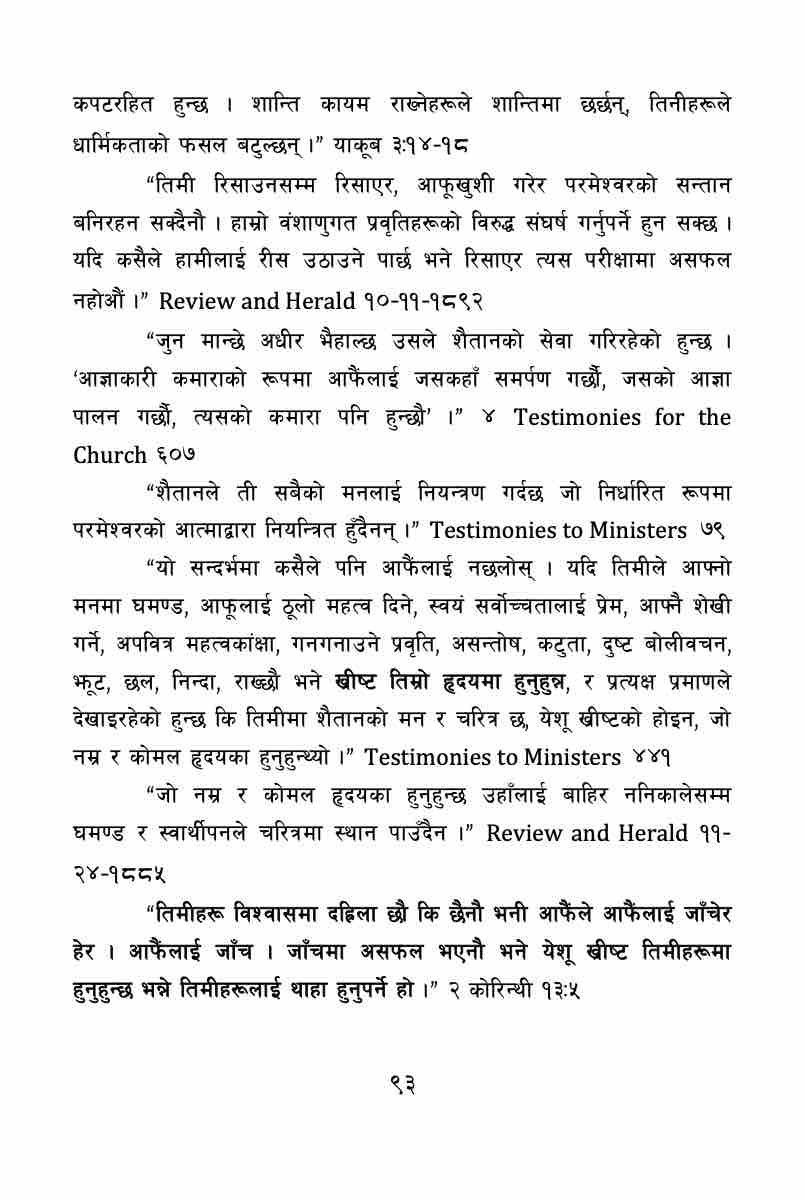 कपटरहित हुन्छ । शान्ति कायम राख्नेहरूले शान्तिमा छर्छन्, तिनीहरूले
धार्मिकताको फसल बटुल्छन् ।” याकूब ३:१४-१८
“तिमी रिसाउनसम्म रिसाएर, आफूखुशी गरेर परमेश्वरको सन्तान
बनिरहन सक्दैनौ । हाम्रो वंशाणुगत प्रवृतिहरूको विरुद्ध संघर्ष गर्नुपर्ने हुन सक्छ ।
यदि कसैले हामीलाई रीस उठाउने पार्छ भने रिसाएर त्यस परीक्षामा असफल
नहोऔं ।” Review and Herald १०-११-१८९२
“जुन मान्छे अधीर भैहाल्छ उसले शैतानको सेवा गरिरहेको हुन्छ ।
‘आज्ञाकारी कमाराको रूपमा आफैंलाई जसकहाँ समर्पण गर्छौ, जसको आज्ञा
पालन गर्छौ, त्यसको कमारा पनि हुन्छौ’ ।” ४ Testimonies for the
Church ६०७
“शैतानले ती सबैको मनलाई नियन्त्रण गर्दछ जो निर्धारित रूपमा
परमेश्वरको आत्माद्वारा नियन्त्रित हुँदैनन् ।” Testimonies to Ministers ७९
“यो सन्दर्भमा कसैले पनि आफैंलाई नछलोस् । यदि तिमीले आफ्नो
मनमा घमण्ड, आफूलाई ठूलो महत्व दिने, स्वयं सर्वोच्चतालाई प्रेम, आफ्नै शेखी
गर्ने, अपवित्र महत्वकांक्षा, गनगनाउने प्रवृति, असन्तोष, कटुता, दुष्ट बोलीवचन,
झूट, छल, निन्दा, राख्छौ भने ख्रीष्ट तिम्रो हृदयमा हुनुहुन्न, र प्रत्यक्ष प्रमाणले
देखाइरहेको हुन्छ कि तिमीमा शैतानको मन र चरित्र छ, येशू ख्रीष्टको होइन, जो
नम्र र कोमल हृदयका हुनुहुन्थ्यो ।” Testimonies to Ministers ४४१
“जो नम्र र कोमल हृदयका हुनुहुन्छ उहाँलाई बाहिर ननिकालेसम्म
घमण्ड र स्वार्थीपनले चरित्रमा स्थान पाउँदैन ।” Review and Herald ११-
२४-१८८५
“तिमीहरू विश्वासमा दह्रिला छौ कि छैनौ भनी आफैंले आफैंलाई जाँचेर
हेर । आफैंलाई जाँच । जाँचमा असफल भएनौ भने येशू ख्रीष्ट तिमीहरूमा
हुनुहुन्छ भन्ने तिमीहरूलाई थाहा हुनुपर्ने हो ।” २ कोरिन्थी १३:५
९३